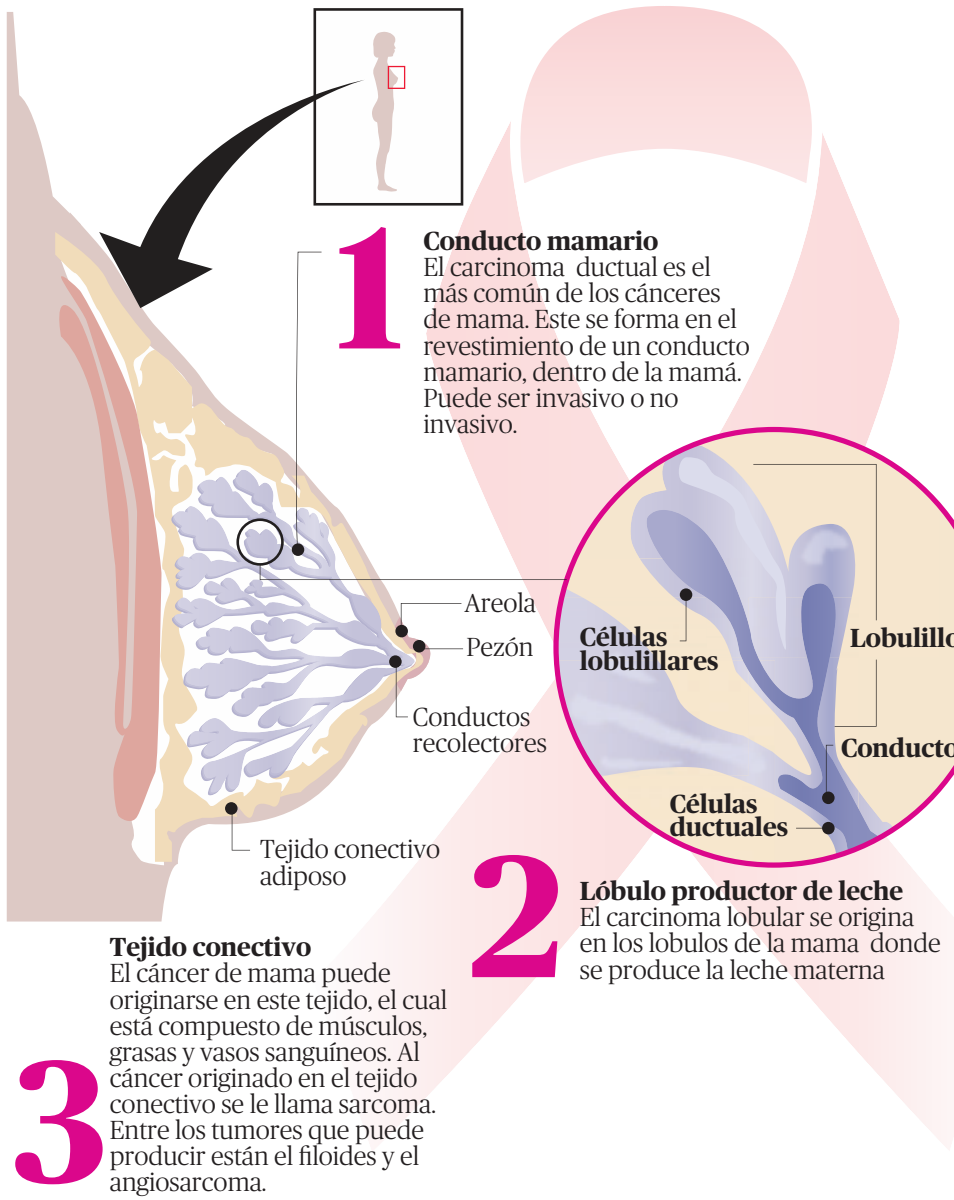 1
Conducto mamario
El carcinoma ductual es el
más común de los cánceres
de mama. Este se forma en el
revestimiento de un conducto
mamario, dentro de la mamá.
Puede ser invasivo o no
invasivo.
Areola
Pezón
Conductos
recolectores
Tejido conectivo
adiposo
Células
lobulillares
Lobulillo
Conducto
Células
ductuales
2
Lóbulo productor de leche
El carcinoma lobular se origina
en los lobulos de la mama donde
se produce la leche materna
3
Tejido conectivo
El cáncer de mama puede
originarse en este tejido, el cual
está compuesto de músculos,
grasas y vasos sanguíneos. Al
cáncer originado en el tejido
conectivo se le llama sarcoma.
Entre los tumores que puede
producir están el filoides y el
angiosarcoma.